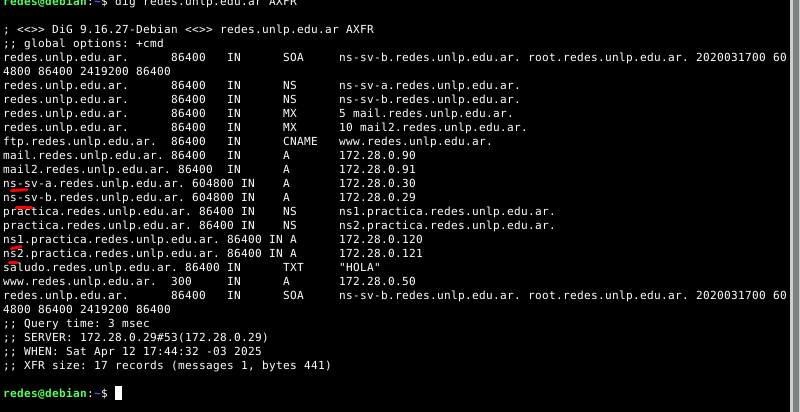 redes@debian:~$ dig redes.unlp.edu.ar AXFR
; <<>> DiG 9.16.27-Debian <<>> redes.unlp.edu.ar AXFR
;; global options: +cmd
redes.unlp.edu.ar. 86400 IN SOA ns-sv-b.redes.unlp.edu.ar. root.redes.unlp.edu.ar. 2020031700 60
4800 86400 2419200 86400
redes.unlp.edu.ar. 86400 IN NS ns-sv-a.redes.unlp.edu.ar.
redes.unlp.edu.ar. 86400 IN NS ns-sv-b.redes.unlp.edu.ar.
redes.unlp.edu.ar. 86400 IN MX 5 mail.redes.unlp.edu.ar.
redes.unlp.edu.ar. 86400 IN MX 10 mail2.redes.unlp.edu.ar.
ftp.redes.unlp.edu.ar. 86400 IN CNAME www.redes.unlp.edu.ar.
mail.redes.unlp.edu.ar. 86400 IN A 172.28.0.90
mail2.redes.unlp.edu.ar. 86400 IN A 172.28.0.91
ns-sv-a.redes.unlp.edu.ar. 604800 IN A 172.28.0.30
ns-sv-b.redes.unlp.edu.ar. 604800 IN A 172.28.0.29
practica.redes.unlp.edu.ar. 86400 IN NS ns1.practica.redes.unlp.edu.ar.
practica.redes.unlp.edu.ar. 86400 IN NS ns2.practica.redes.unlp.edu.ar.
ns1.practica.redes.unlp.edu.ar. 86400 IN A 172.28.0.120
ns2.practica.redes.unlp.edu.ar. 86400 IN A 172.28.0.121
saludo.redes.unlp.edu.ar. 86400 IN TXT "HOLA"
www.redes.unlp.edu.ar. 300 IN A 172.28.0.50
redes.unlp.edu.ar. 86400 IN SOA ns-sv-b.redes.unlp.edu.ar. root.redes.unlp.edu.ar. 2020031700 60
4800 86400 2419200 86400
;; Query time: 3 msec
;; SERVER: 172.28.0.29#53(172.28.0.29)
;; WHEN: Sat Apr 12 17:44:32 -03 2025
;; XFR size: 17 records (messages 1, bytes 441)
redes@debian:~$